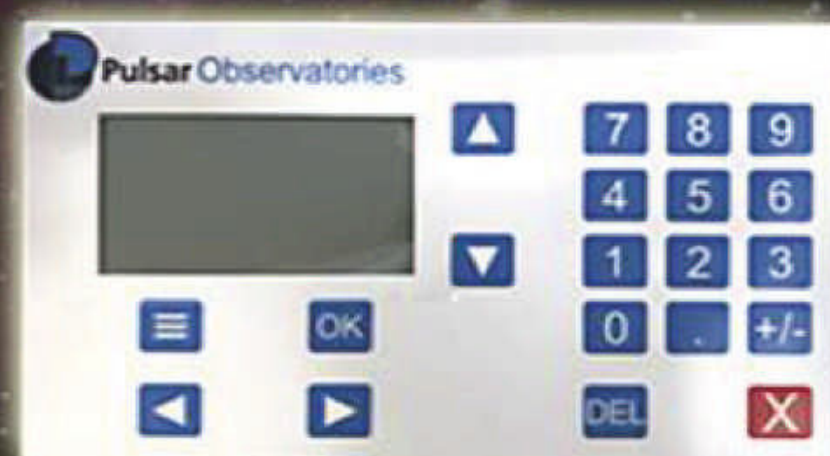 Pulsar Observatories
7 8 9
4 5 6
1 2 3
OK
0 . +/-
DEL X